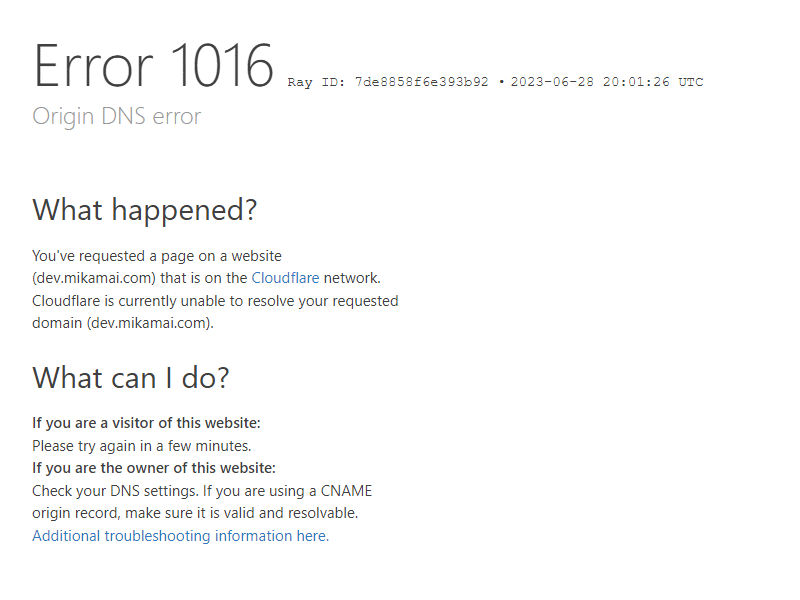 Error 1016 Ray ID: 7de8858f6e393b92 • 2023-06-28 20:01:26 UTC
Origin DNS error
What happened?
You've requested a page on a website
(dev.mikamai.com) that is on the Cloudflare network.
Cloudflare is currently unable to resolve your requested
domain (dev.mikamai.com).
What can I do?
If you are a visitor of this website:
Please try again in a few minutes.
If you are the owner of this website:
Check your DNS settings. If you are using a CNAME
origin record, make sure it is valid and resolvable.
Additional troubleshooting information here.